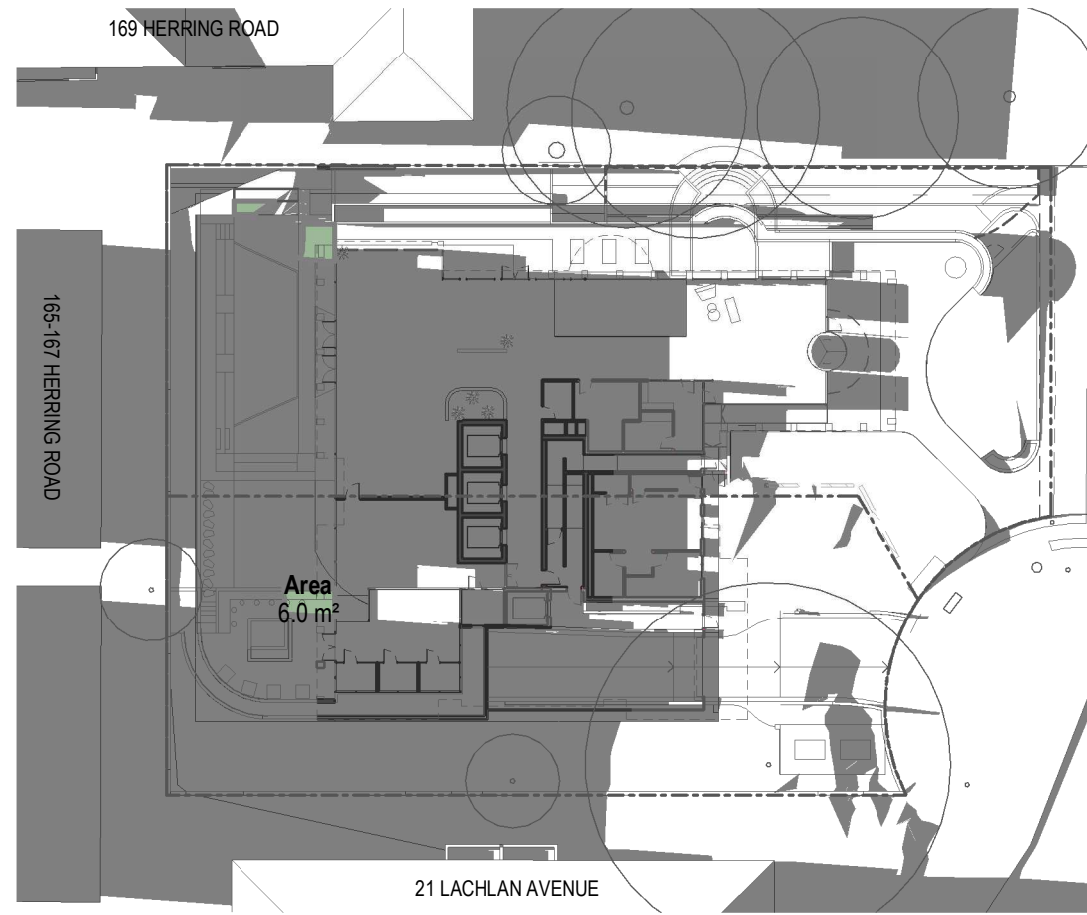 169 HERRING ROAD
165-167 HERRING ROAD
Area
6.0 m²
21 LACHLAN AVENUE